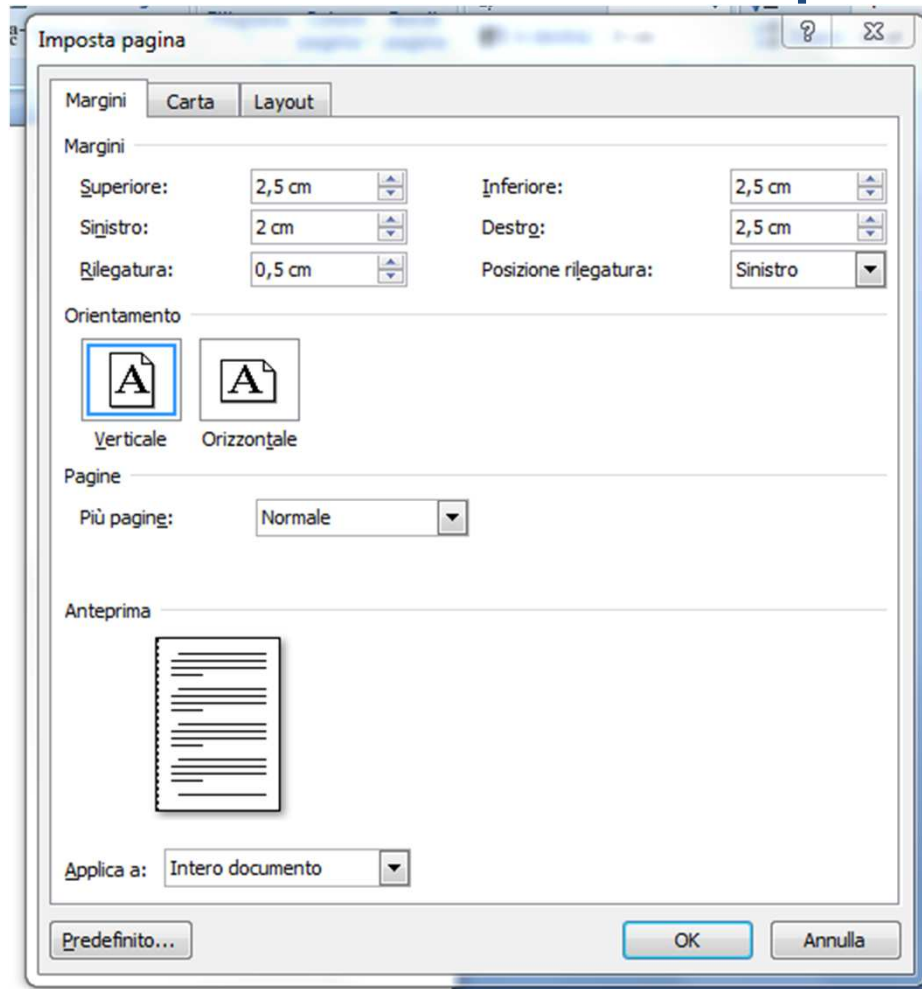 Imposta pagina
Margini Carta Layout
Margini
Superiore: 2,5 cm Inferiore: 2,5 cm
Sinistro: 2 cm Destro: 2,5 cm
Rilegatura: 0,5 cm Posizione rilegatura: Sinistro
Orientamento
A A
Verticale Orizzontale
Pagine
Più pagine: Normale
Anteprima
Applica a: Intero documento
Predefinito... OK Annulla